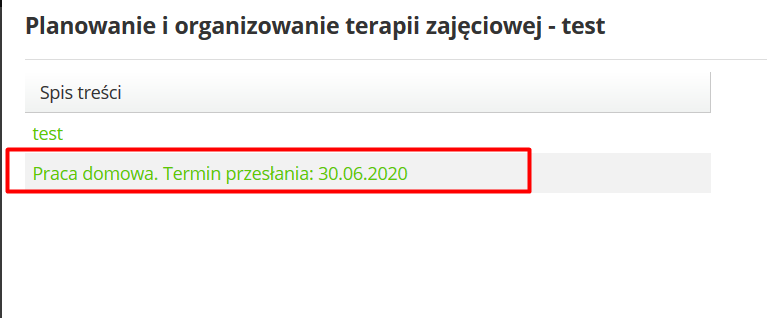 Planowanie i organizowanie terapii zajęciowej - test
Spis treści
test
Praca domowa. Termin przesłania: 30.06.2020